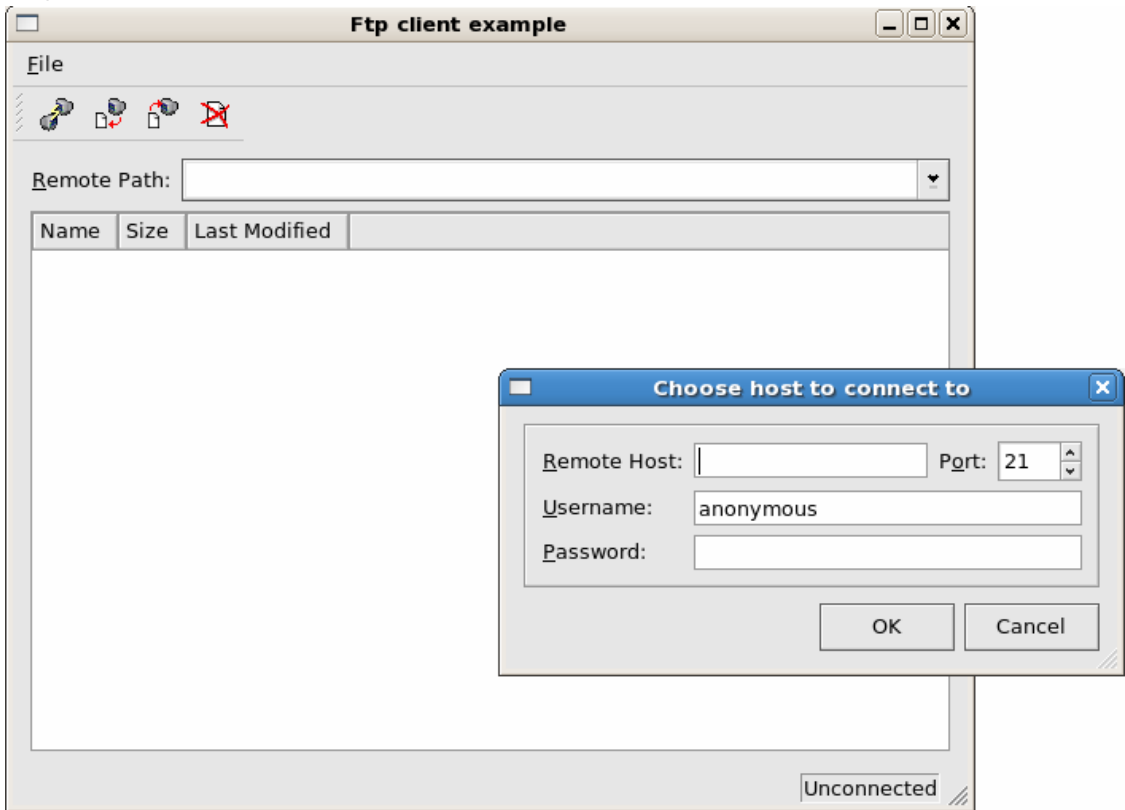 Ftp client example
File
Remote Path:
Name Size Last Modified
Choose host to connect to
Remote Host: Port: 21
Username: anonymous
Password:
OK Cancel
Unconnected